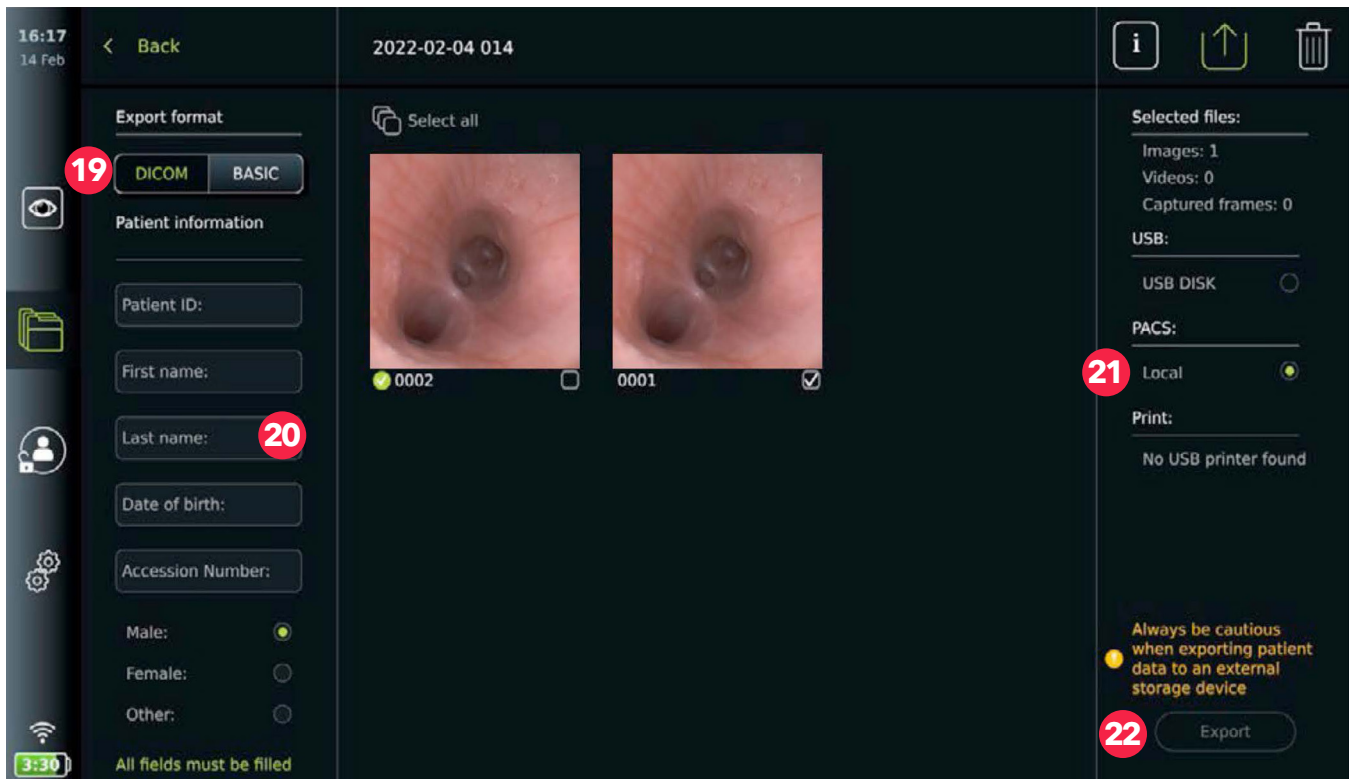 16:17
14 Feb
Back
2022-02-04 014
i
Export format
19
DICOM
BASIC
Patient information
Patient ID:
First name:
Last name:
20
Date of birth:
Accession Number:
Male:
Female:
Other:
All fields must be filled
3:30
Select all
0002
0001
Selected files:
Images: 1
Videos: 0
Captured frames: 0
USB:
USB DISK
PACS:
21
Local
Print:
No USB printer found
Always be cautious
when exporting patient
data to an external
storage device
22
Export